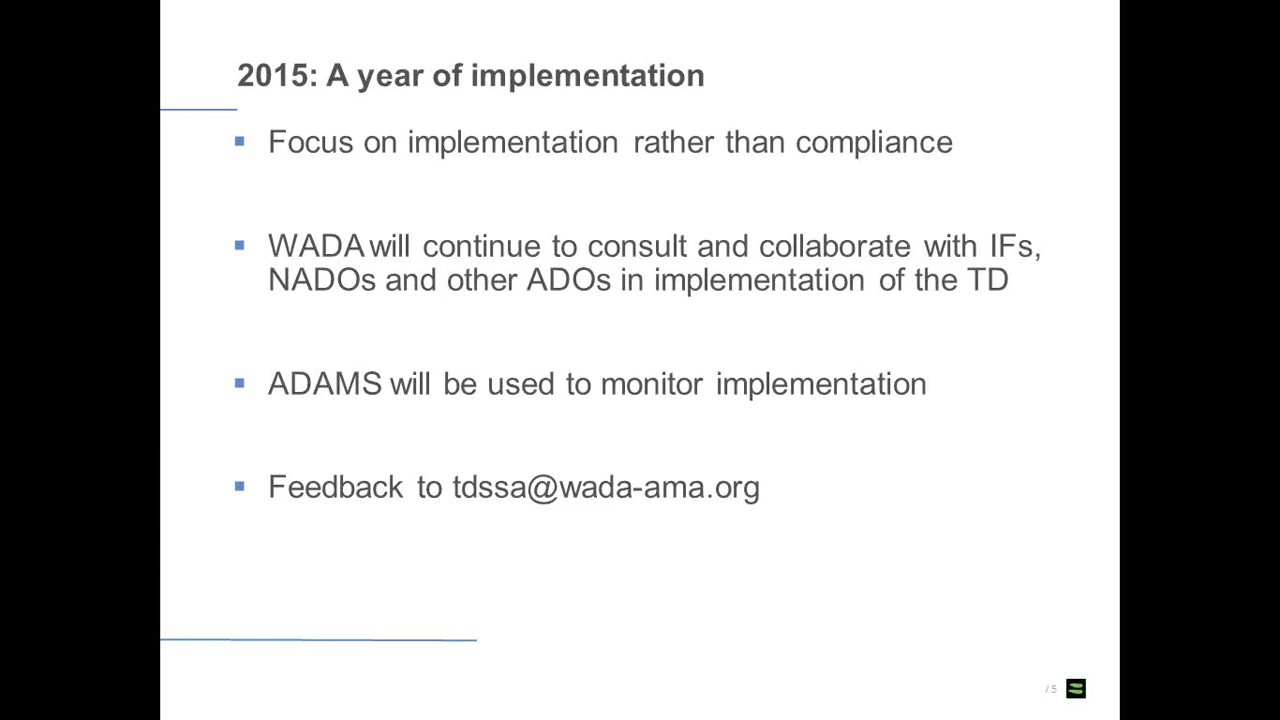 2015: A year of implementation
Focus on implementation rather than compliance
WADA will continue to consult and collaborate with IFs,
NADOs and other ADOs in implementation of the TD
ADAMS will be used to monitor implementation
Feedback to tdssa@wada-ama.org
/ 5